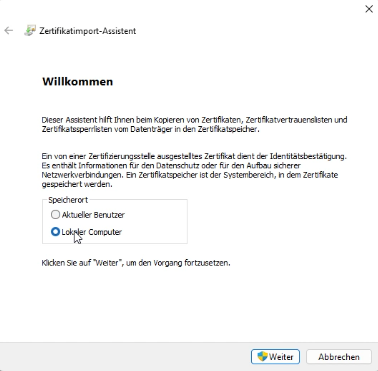 Zertifikatimport-Assistent
Willkommen
Dieser Assistent hilft Ihnen beim Kopieren von Zertifikaten, Zertifikatvertrauenslisten und
Zertifikatssperrlisten vom Datenträger in den Zertifikatspeicher.
Ein von einer Zertifizierungsstelle ausgestelltes Zertifikat dient der Identitätsbestätigung.
Es enthält Informationen für den Datenschutz oder für den Aufbau sicherer
Netzwerkverbindungen. Ein Zertifikatspeicher ist der Systembereich, in dem Zertifikate
gespeichert werden.
Speicherort
Aktueller Benutzer
Lokaler Computer
Klicken Sie auf "Weiter", um den Vorgang fortzusetzen.
Weiter
Abbrechen